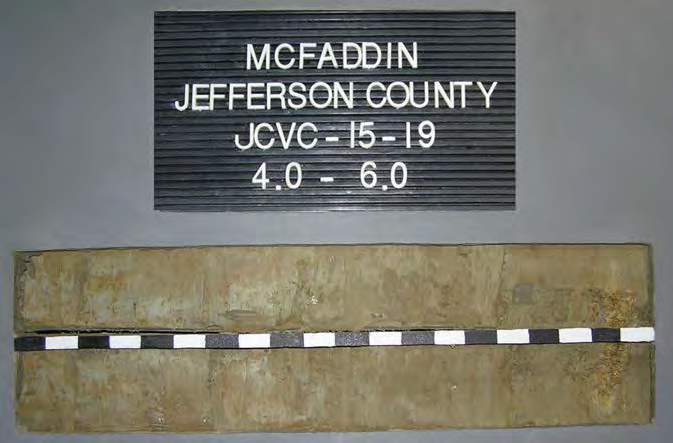 MCFADDIN
JEFFERSON COUNTY
JCVC-15-19
4.0 - 6.0